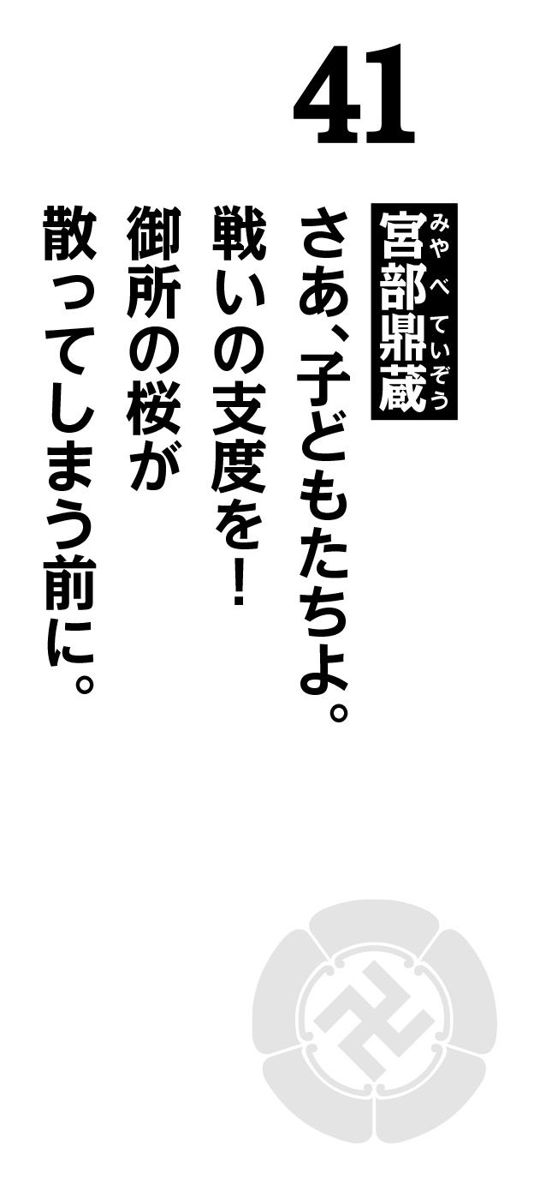 41
宮部鼎蔵
みやべていぞう
さあ、子どもたちよ。
戦いの支度を！
御所の桜が
散ってしまう前に。